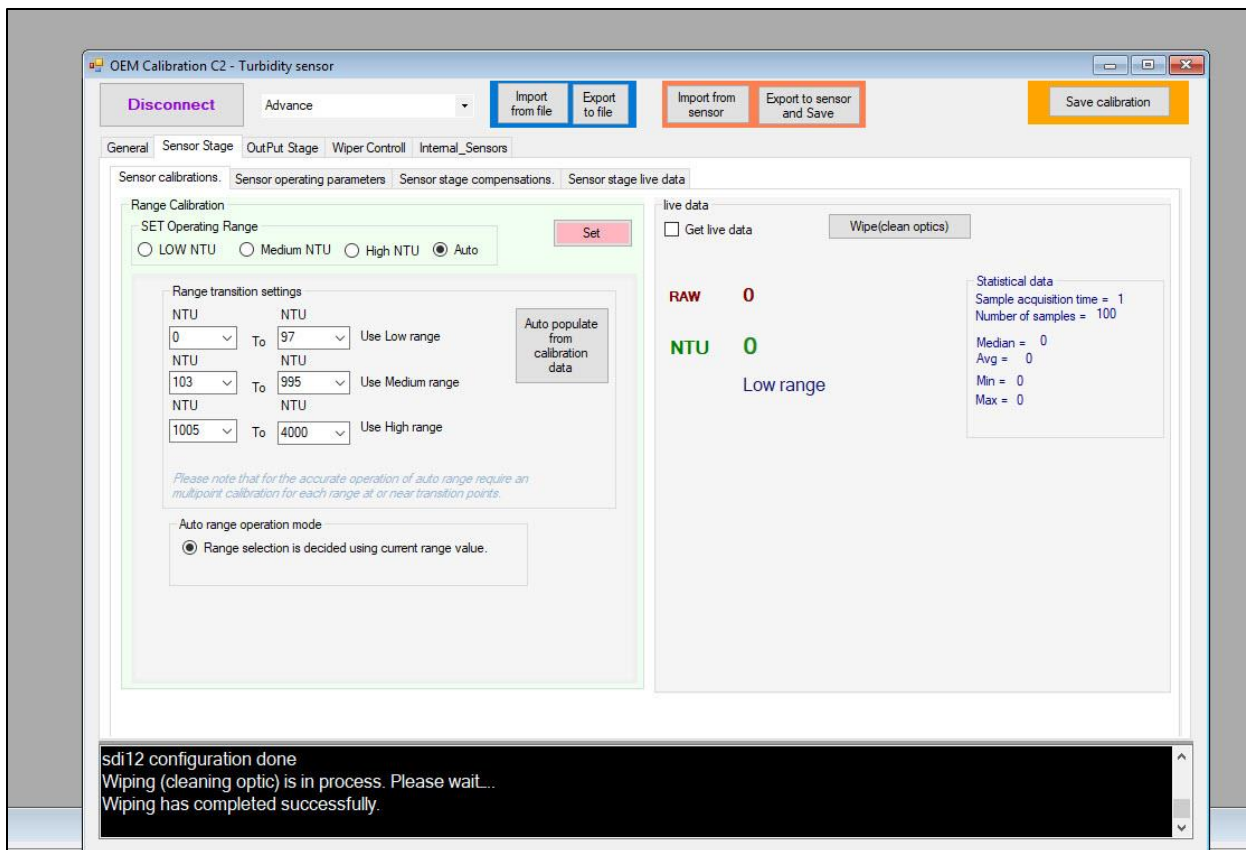 OEM Calibration C2 - Turbidity sensor
Disconnect
Advance
Import from file
Export to file
Import from sensor
Export to sensor and Save
Save calibration
General Sensor Stage OutPut Stage Wiper Controll Internal_Sensors
Sensor calibrations. Sensor operating parameters Sensor stage compensations. Sensor stage live data
Range Calibration
SET Operating Range
LOW NTU Medium NTU High NTU Auto
Set
Range transition settings
NTU NTU
0 To 97 Use Low range
NTU NTU
103 To 995 Use Medium range
NTU NTU
1005 To 4000 Use High range
Auto populate
from
calibration
data
Please note that for the accurate operation of auto range require an
multipoint calibration for each range at or near transition points.
Auto range operation mode
Range selection is decided using current range value.
live data
Get live data
Wipe(clean optics)
RAW 0
NTU 0
Low range
Statistical data
Sample acquisition time = 1
Number of samples = 100
Median = 0
Avg = 0
Min = 0
Max = 0
sdi12 configuration done
Wiping (cleaning optic) is in process. Please wait....
Wiping has completed successfully.